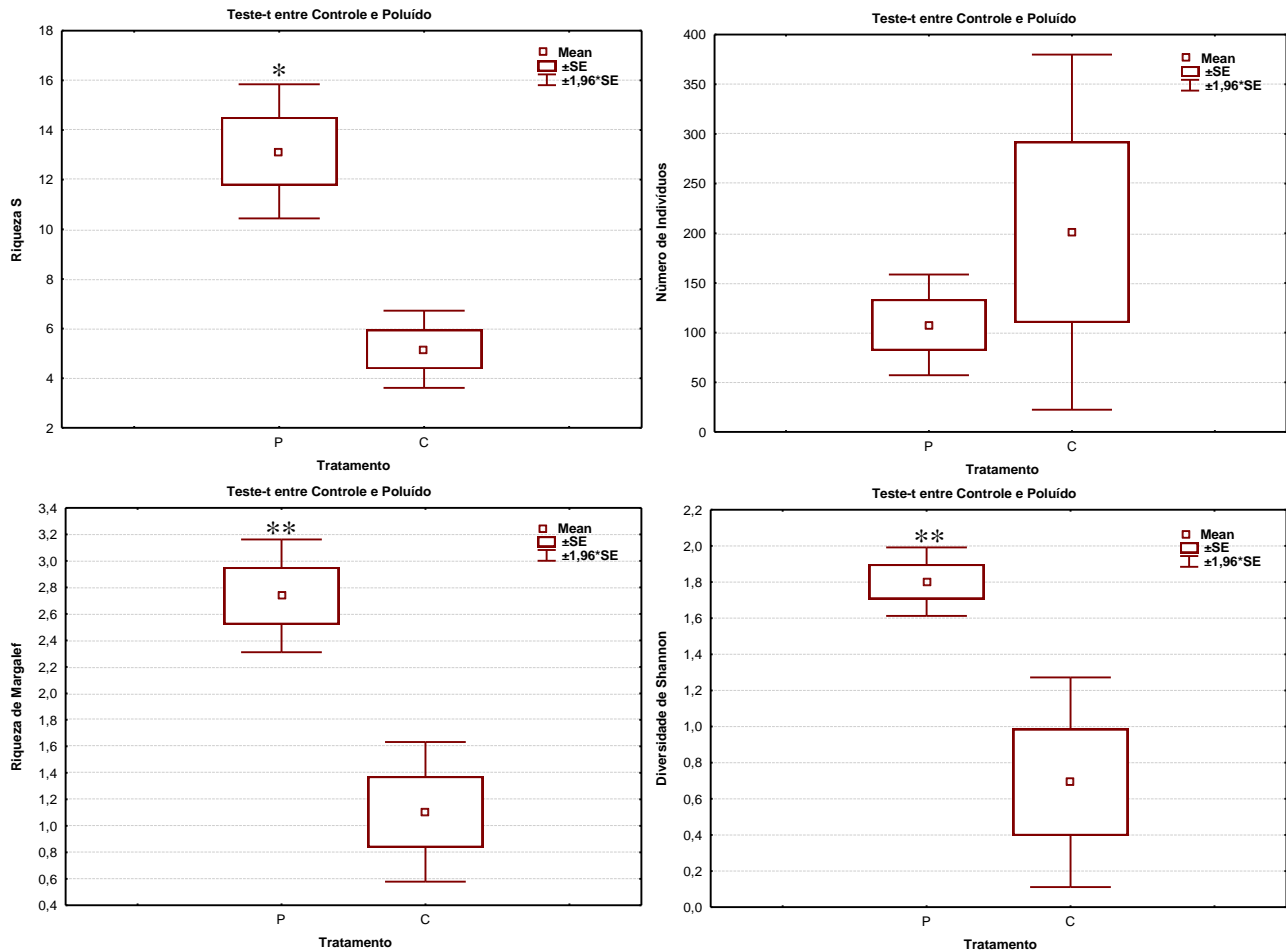 Teste-t entre Controle e Poluído
18
16
14
12
10
8
6
4
2
Riqueza S
*
Mean
±SE
±1,96*SE
P
C
Tratamento
Teste-t entre Controle e Poluído
400
350
300
250
200
150
100
50
0
Nùmero de Indivíduos
Mean
±SE
±1,96*SE
P
C
Tratamento
Teste-t entre Controle e Poluído
3,4
3,2
3,0
2,8
2,6
2,4
2,2
2,0
1,8
1,6
1,4
1,2
1,0
0,8
0,6
0,4
Riqueza de Margalef
**
Mean
±SE
±1,96*SE
P
C
Tratamento
Teste-t entre Controle e Poluído
2,2
2,0
1,8
1,6
1,4
1,2
1,0
0,8
0,6
0,4
0,2
0,0
Diversidade de Shannon
**
Mean
±SE
±1,96*SE
P
C
Tratamento